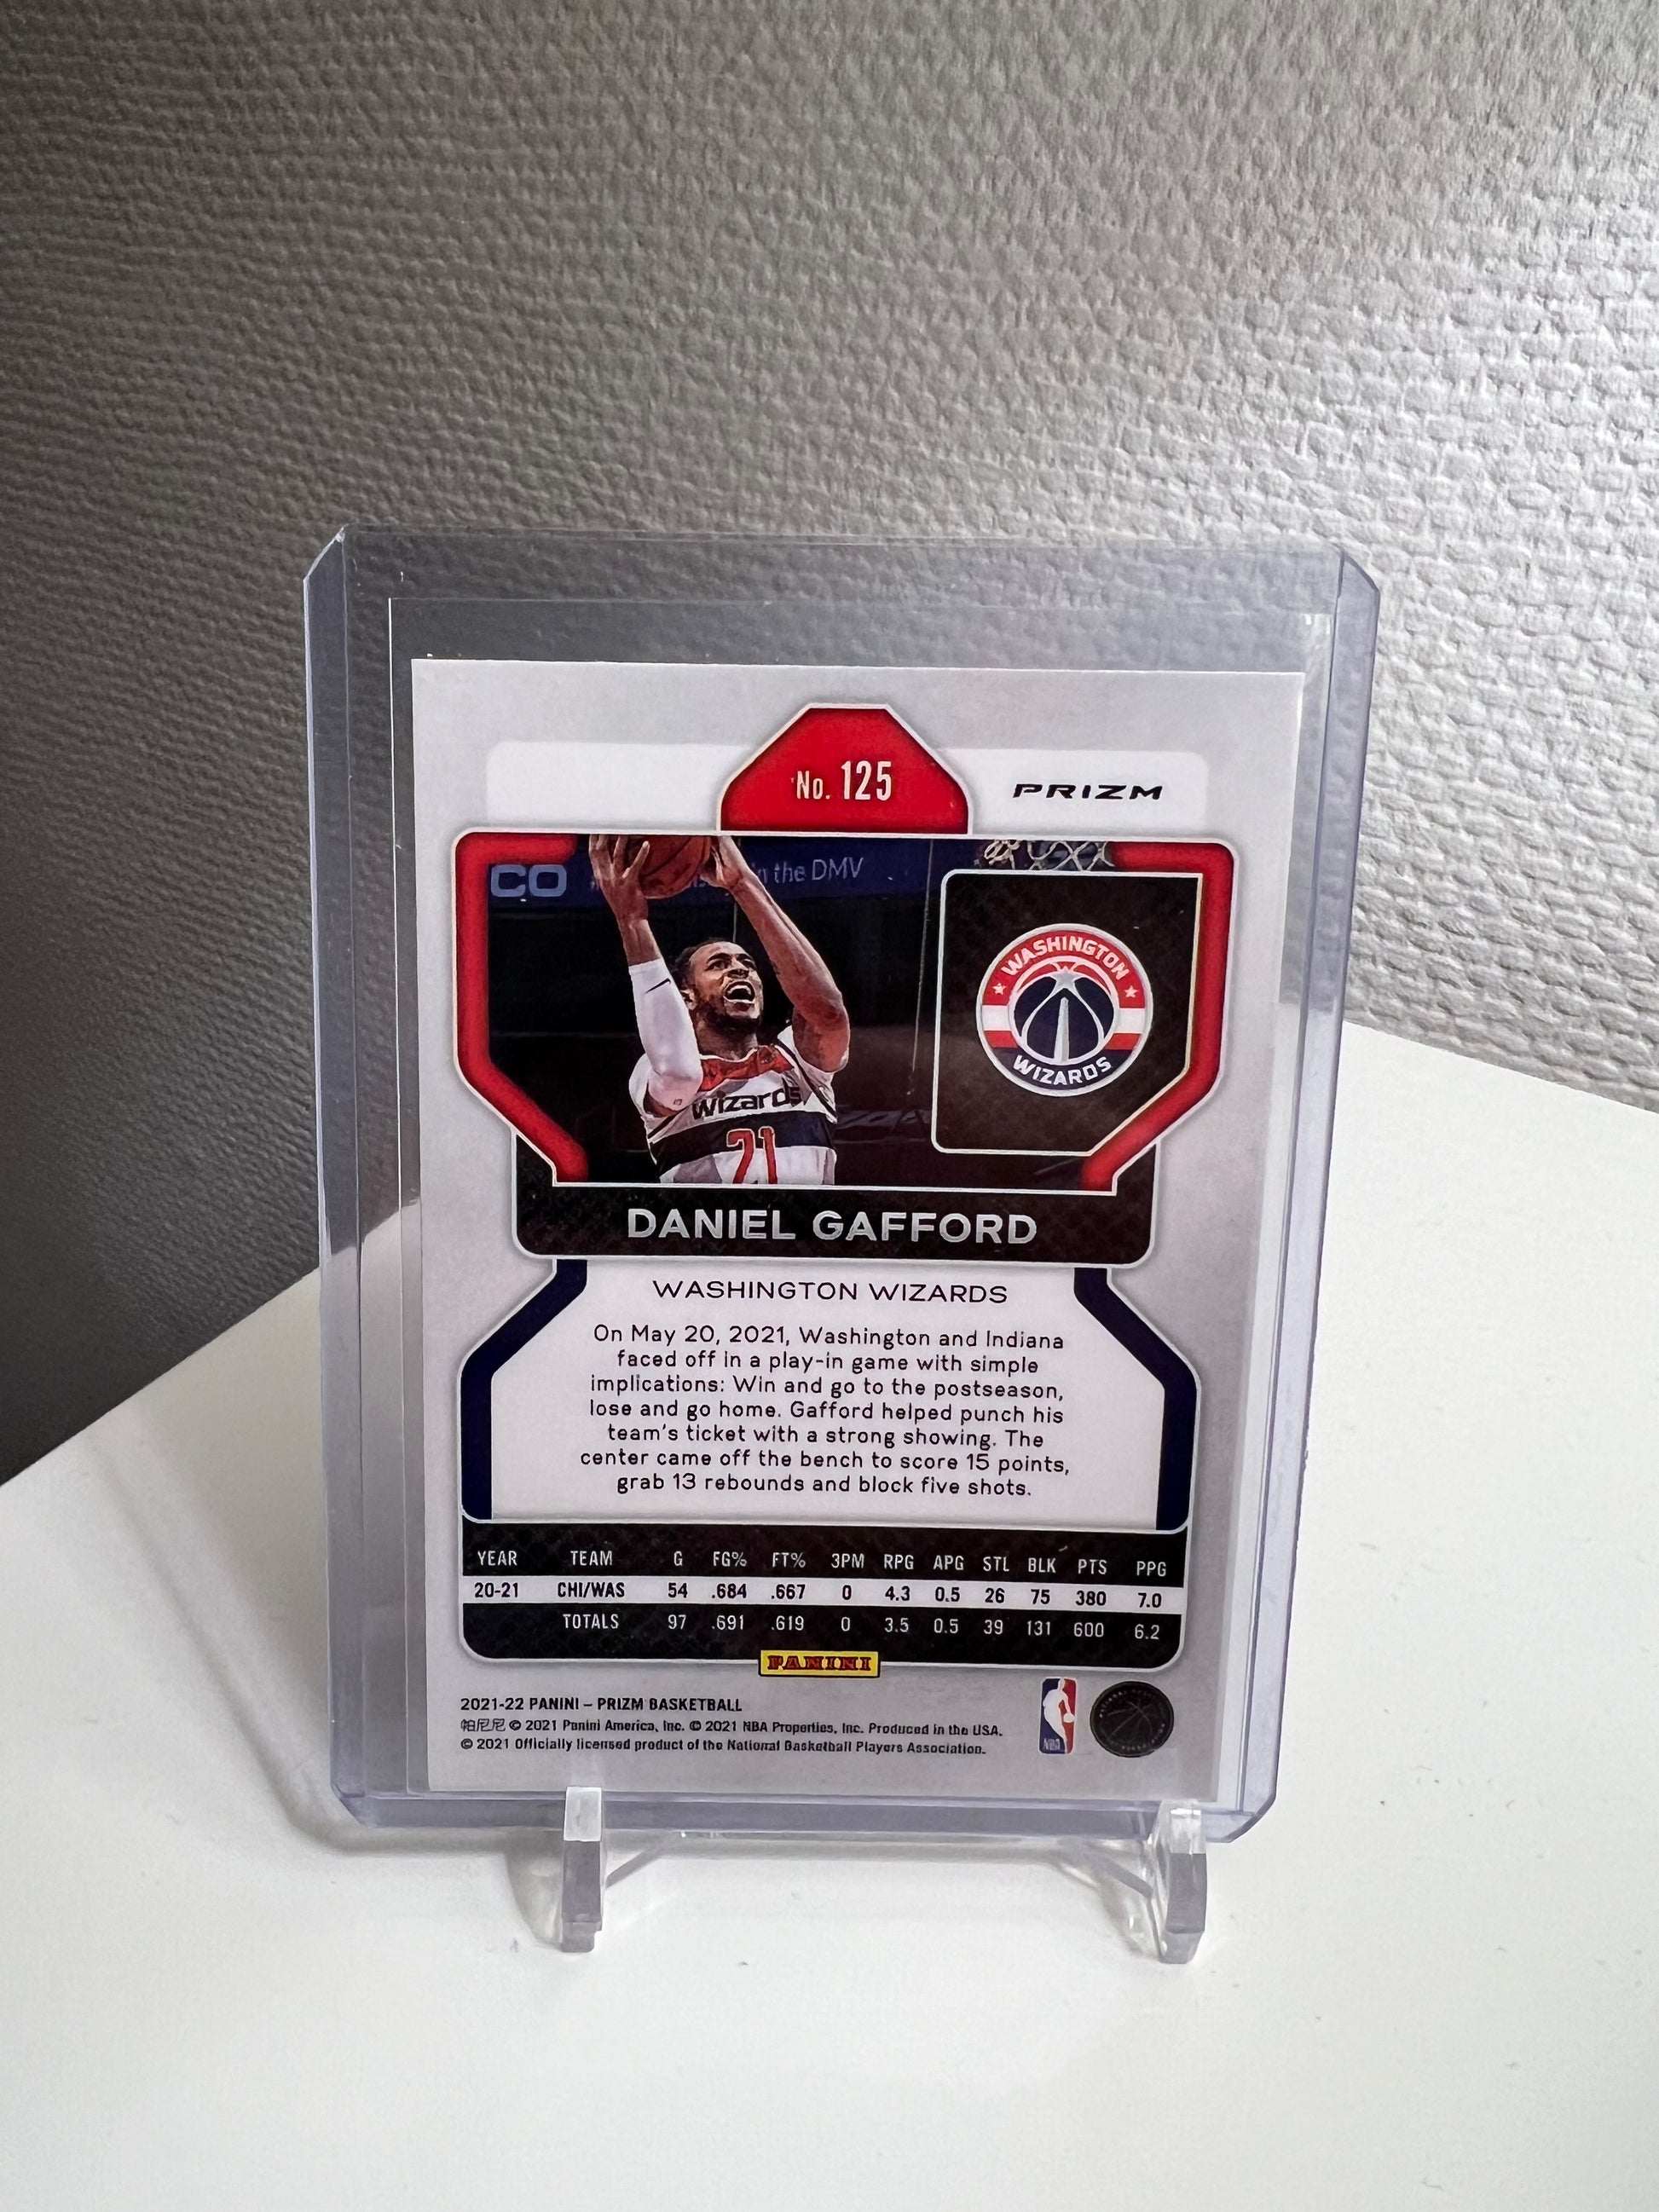 No. 125
PRIZM
CO
n the DMV
WASHINGTON
WIZARDS
wizards
21
DANIEL GAFFORD
WASHINGTON WIZARDS
On May 20, 2021, Washington and Indiana
faced off in a play-in game with simple
implications: Win and go to the postseason,
lose and go home. Gafford helped punch his
team's ticket with a strong showing. The
center came off the bench to score 15 points,
grab 13 rebounds and block five shots.
YEAR TEAM G FG% FT% 3PM RPG APG STL BLK PTS PPG
20-21 CHI/WAS 54 .684 .667 0 4.3 0.5 26 75 380 7.0
TOTALS 97 .691 .619 0 3.5 0.5 39 131 600 6.2
PANINI
2021-22 PANINI – PRIZM BASKETBALL
帕尼尼 © 2021 Panini America, Inc. © 2021 NBA Properties, Inc. Produced in the USA.
© 2021 Officially licensed product of the National Basketball Players Association.
NBA